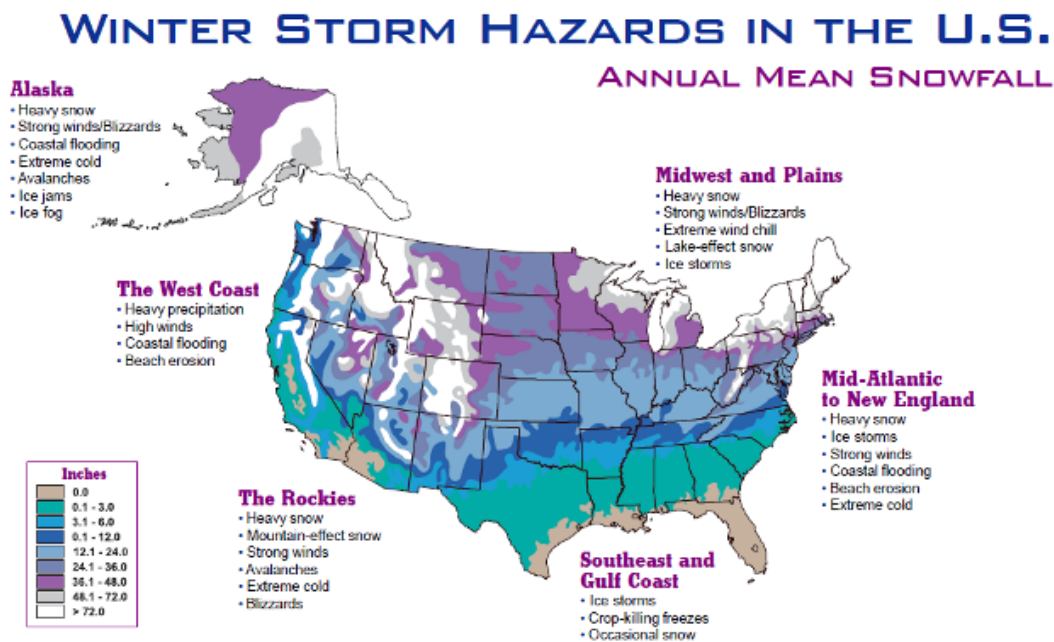 WINTER STORM HAZARDS IN THE U.S.
ANNUAL MEAN SNOWFALL
Alaska
• Heavy snow
• Strong winds/Blizzards
• Coastal flooding
• Extreme cold
• Avalanches
• Ice jams
• Ice fog
Midwest and Plains
• Heavy snow
• Strong winds/Blizzards
• Extreme wind chill
• Lake-effect snow
• Ice storms
The West Coast
• Heavy precipitation
• High winds
• Coastal flooding
• Beach erosion
Mid-Atlantic
to New England
• Heavy snow
• Ice storms
• Strong winds
• Coastal flooding
• Beach erosion
• Extreme cold
Inches
0.0
0.1 - 3.0
3.1 - 6.0
0.1 - 12.0
12.1 - 24.0
24.1 - 36.0
36.1 - 48.0
48.1 - 72.0
> 72.0
The Rockies
• Heavy snow
• Mountain-effect snow
• Strong winds
• Avalanches
• Extreme cold
• Blizzards
Southeast and
Gulf Coast
• Ice storms
• Crop-killing freezes
• Occasional snow